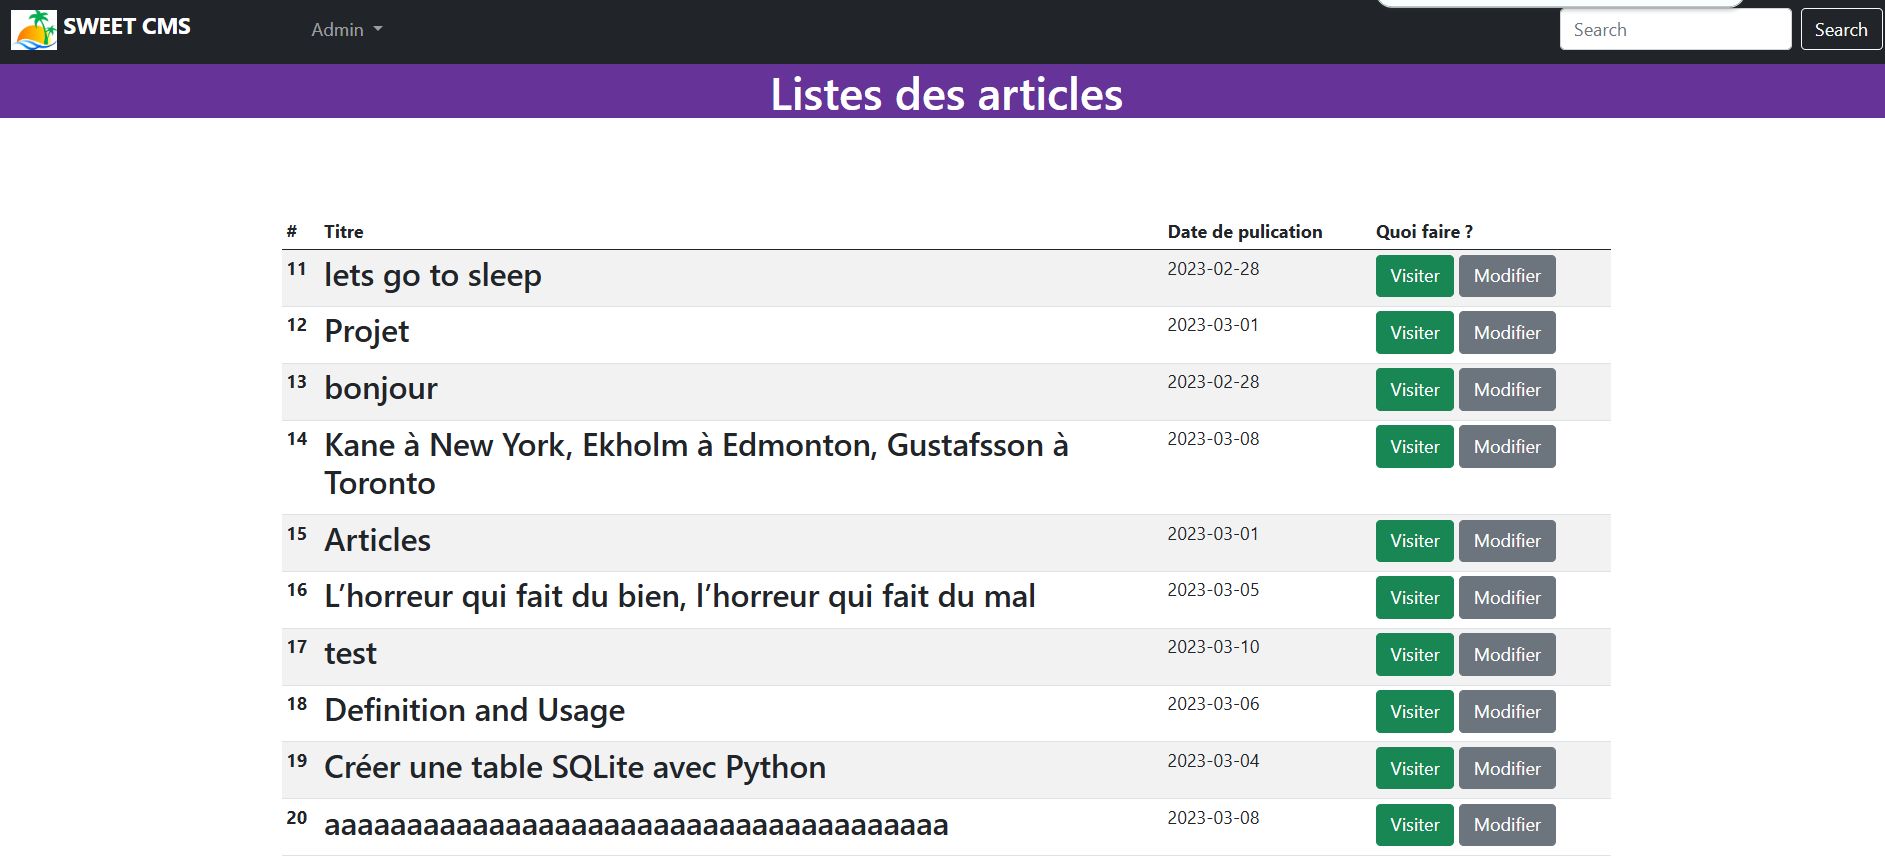 SWEET CMS Admin Search Search
Listes des articles
# Titre Date de pulication Quoi faire ?
11 lets go to sleep 2023-02-28 Visiter Modifier
12 Projet 2023-03-01 Visiter Modifier
13 bonjour 2023-02-28 Visiter Modifier
14 Kane à New York, Ekholm à Edmonton, Gustafsson à 2023-03-08 Visiter Modifier
Toronto
15 Articles 2023-03-01 Visiter Modifier
16 L’horreur qui fait du bien, l’horreur qui fait du mal 2023-03-05 Visiter Modifier
17 test 2023-03-10 Visiter Modifier
18 Definition and Usage 2023-03-06 Visiter Modifier
19 Créer une table SQLite avec Python 2023-03-04 Visiter Modifier
20 aaaaaaaaaaaaaaaaaaaaaaaaaaaaaaaaaaaaaa 2023-03-08 Visiter Modifier